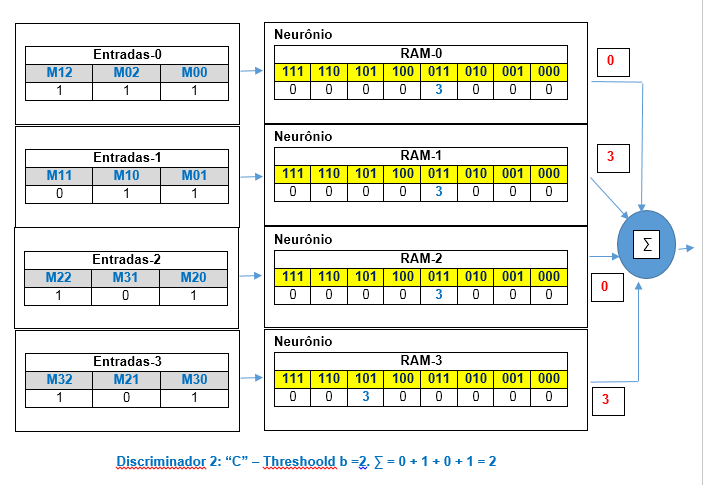 Entradas-0
M12 M02 M00
1 1 1
Neurônio
RAM-0
111 110 101 100 011 010 001 000
0 0 0 0 3 0 0 0
0
Entradas-1
M11 M10 M01
0 1 1
Neurônio
RAM-1
111 110 101 100 011 010 001 000
0 0 0 0 3 0 0 0
3
∑
Entradas-2
M22 M31 M20
1 0 1
Neurônio
RAM-2
111 110 101 100 011 010 001 000
0 0 0 0 3 0 0 0
0
Entradas-3
M32 M21 M30
1 0 1
Neurônio
RAM-3
111 110 101 100 011 010 001 000
0 0 3 0 0 0 0 0
3
Discriminador 2: “C” – Threshoold b =2. ∑ = 0 + 1 + 0 + 1 = 2